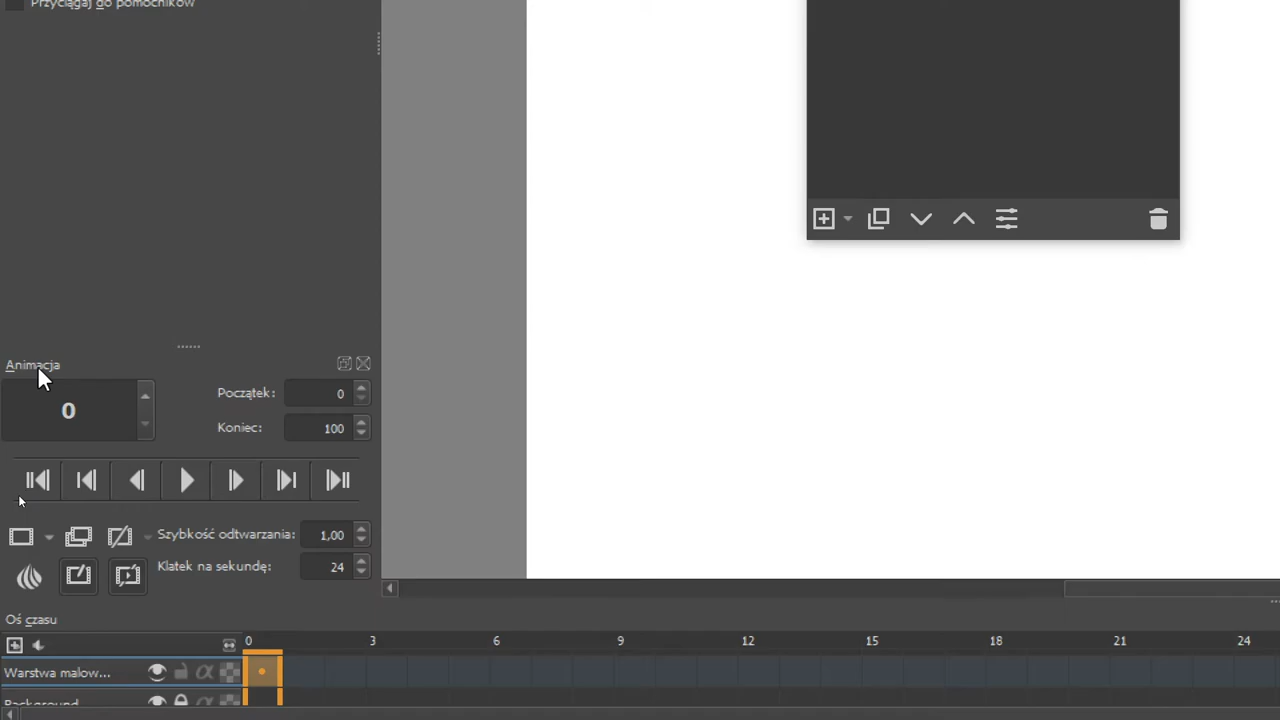 Przyciągaj do pomocników
Animacja
0
Początek: 0
Koniec: 100
Szybkość odtwarzania: 1,00
Klatek na sekundę: 24
Oś czasu
0 3 6 9 12 15 18 21 24
Warstwa malow...
Background